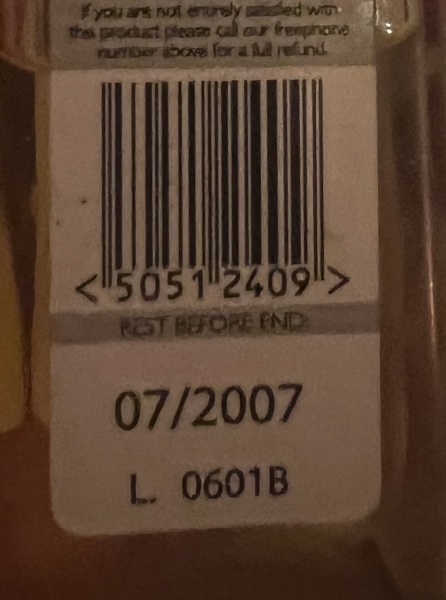 If you are not entirely satisfied with
this product please call our freephone
number above for a full refund.
<5051 2409>
BEST BEFORE END:
07/2007
L. 0601B